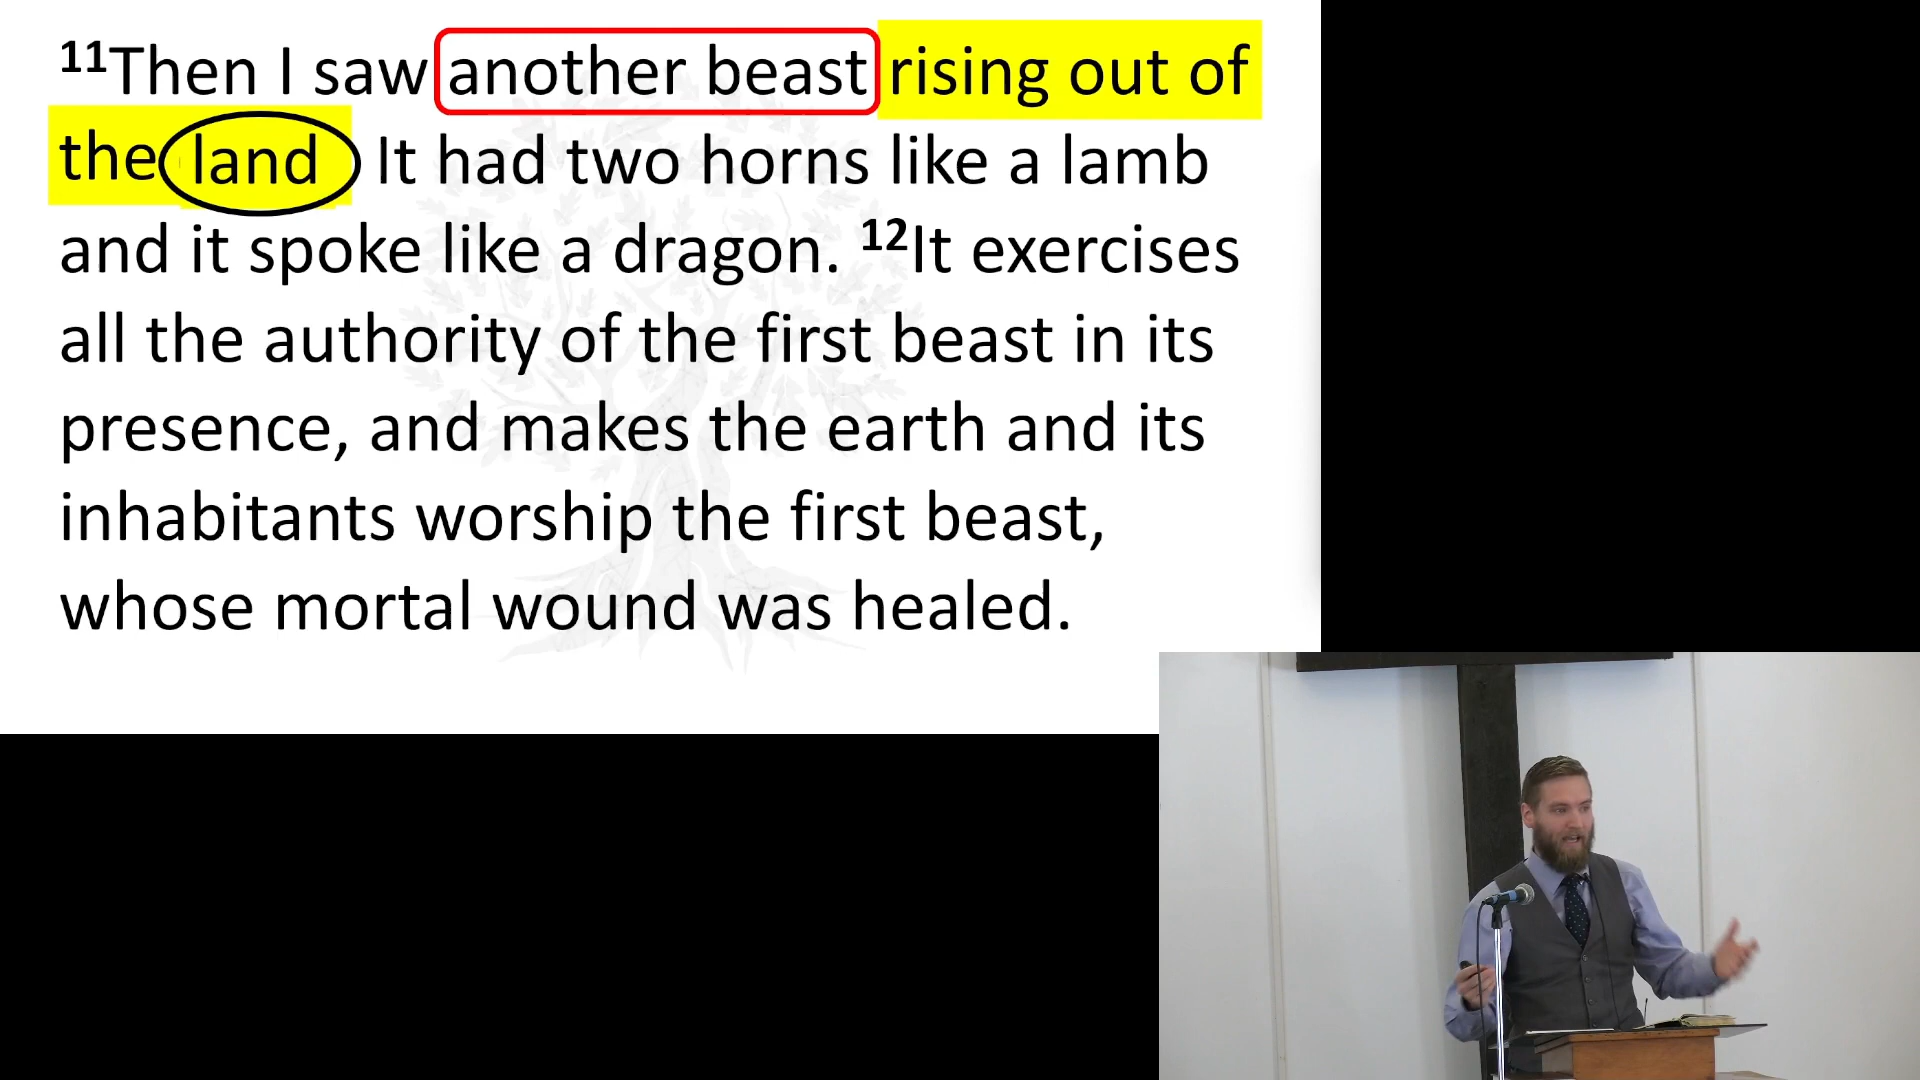 11Then I saw another beast rising out of
the land It had two horns like a lamb
and it spoke like a dragon. 12It exercises
all the authority of the first beast in its
presence, and makes the earth and its
inhabitants worship the first beast,
whose mortal wound was healed.